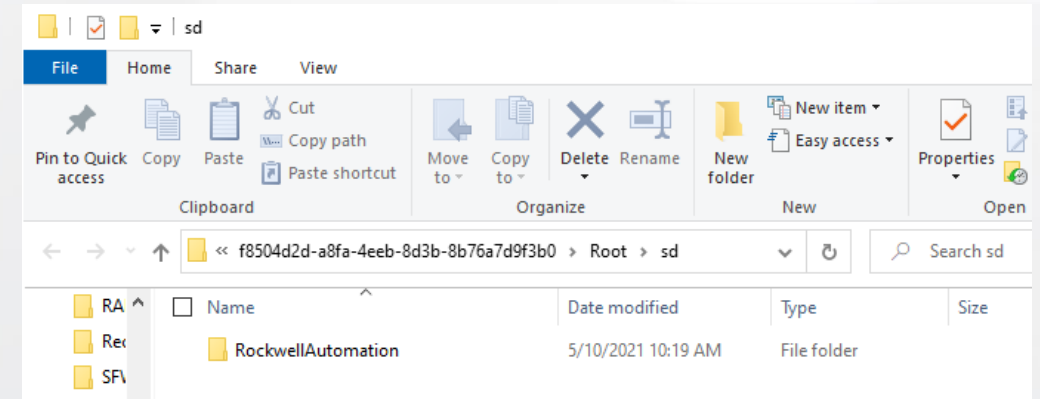 sd
File Home Share View
Pin to Quick access
Copy
Paste
Cut
Copy path
Paste shortcut
Move to
Copy to
Delete
Rename
New folder
New item
Easy access
Properties
Clipboard Organize New Open
« f8504d2d-a8fa-4eeb-8d3b-8b76a7d9f3b0 > Root > sd
Search sd
RA
Rec
SFV
Name Date modified Type Size
RockwellAutomation 5/10/2021 10:19 AM File folder